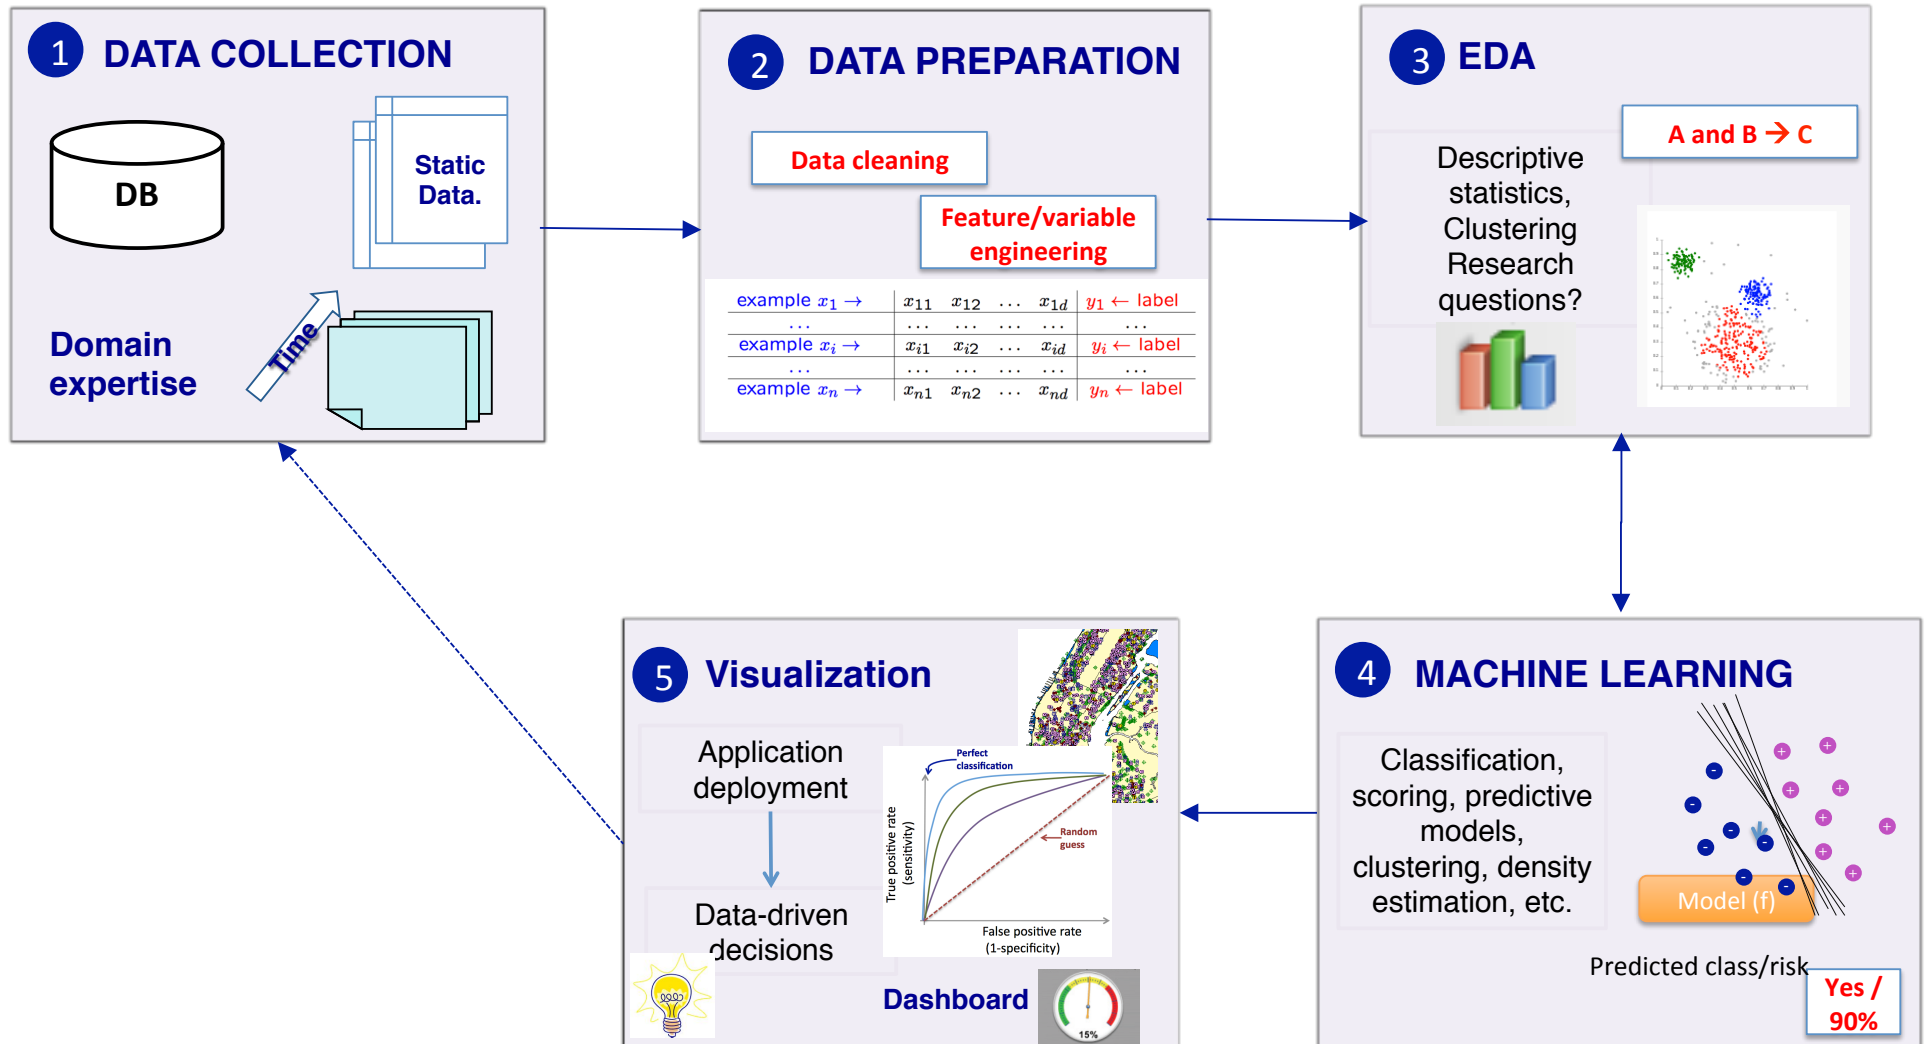 1 DATA COLLECTION
DB
Static
Data.
Time
Domain
expertise
2 DATA PREPARATION
Data cleaning
Feature/variable
engineering
example x1 → x11 x12 … x1d y1 ← label
… … … … … …
example xi → xi1 xi2 … xid yi ← label
… … … … … …
example xn → xn1 xn2 … xnd yn ← label
3 EDA
A and B → C
Descriptive
statistics,
Clustering
Research
questions?
4 MACHINE LEARNING
Classification,
scoring, predictive
models,
clustering, density
estimation, etc.
Model (f)
Predicted class/risk
Yes /
90%
5 Visualization
Application
deployment
Data-driven
decisions
Perfect
classification
Random
guess
True positive rate
(sensitivity)
False positive rate
(1-specificity)
Dashboard
15%